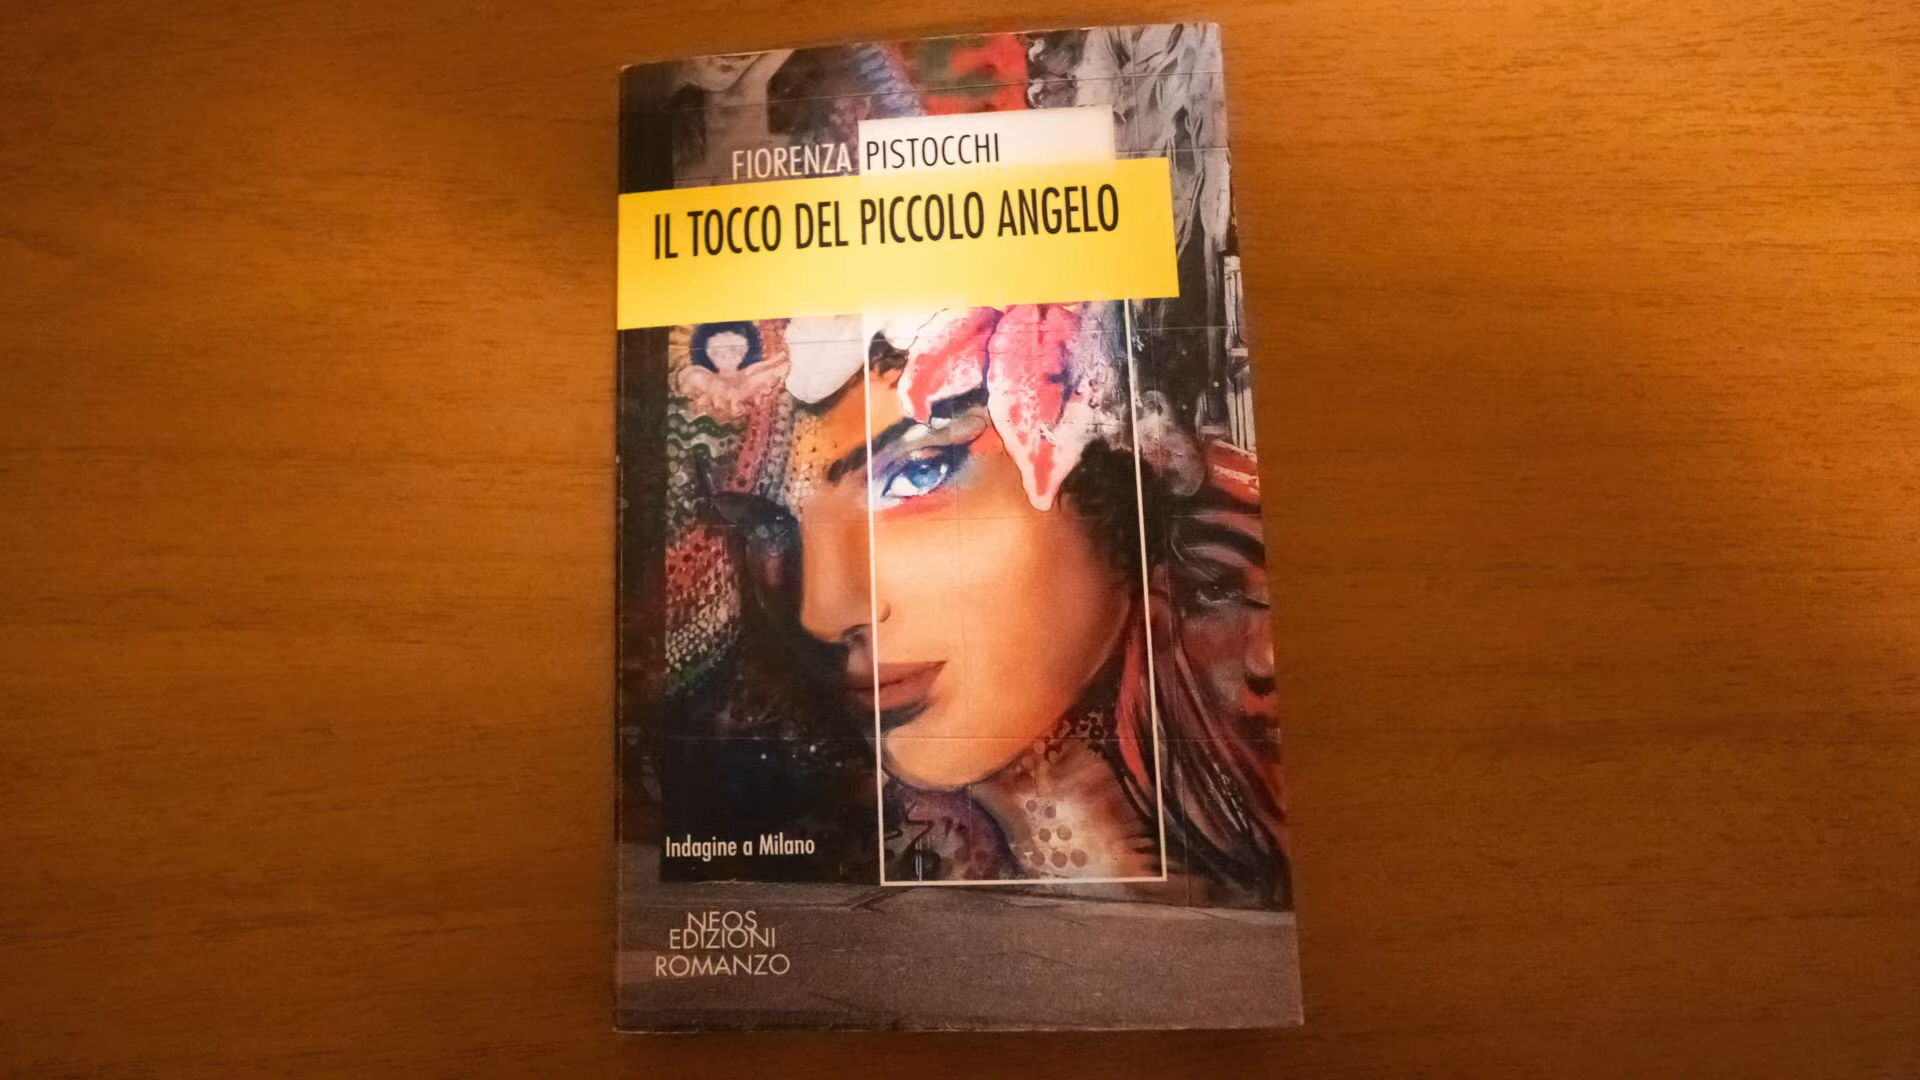 FIORENZA PISTOCCHI
IL TOCCO DEL PICCOLO ANGELO
Indagine a Milano
NEOS
EDIZIONI
ROMANZO